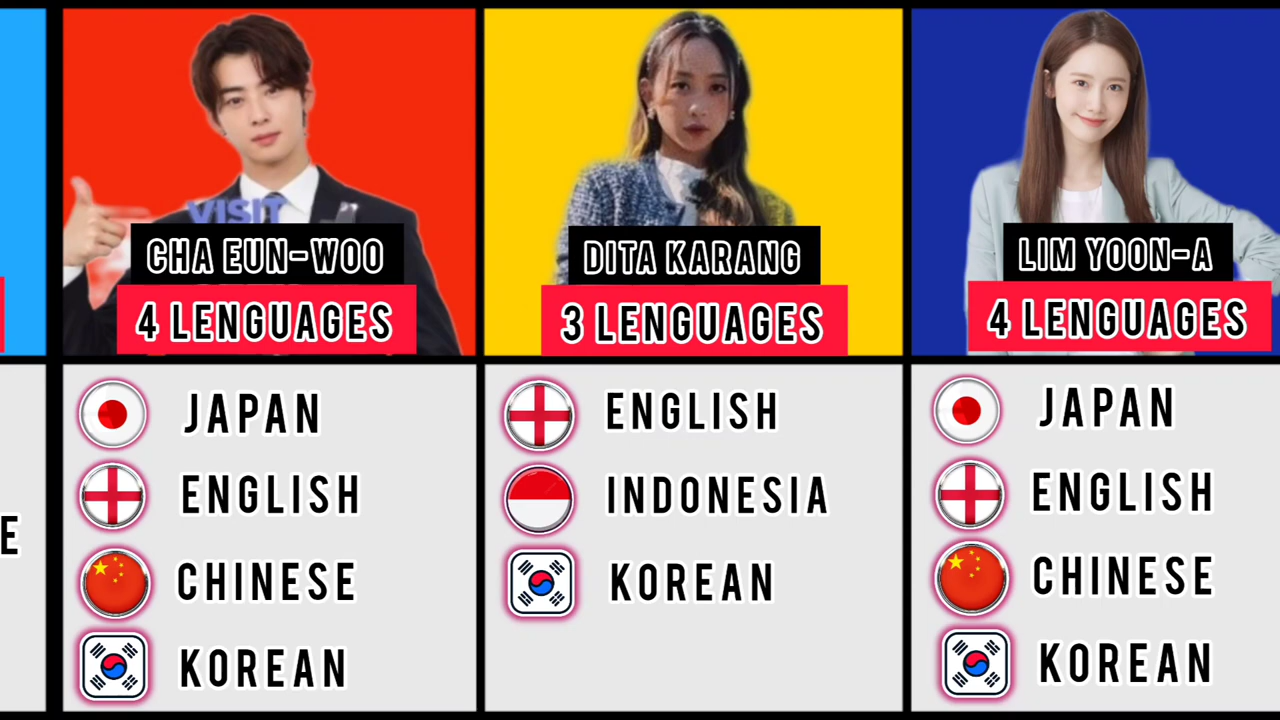 E
VISIT
CHA EUN-WOO
4 LENGUAGES
JAPAN
ENGLISH
CHINESE
KOREAN
DITA KARANG
3 LENGUAGES
ENGLISH
INDONESIA
KOREAN
LIM YOON-A
4 LENGUAGES
JAPAN
ENGLISH
CHINESE
KOREAN